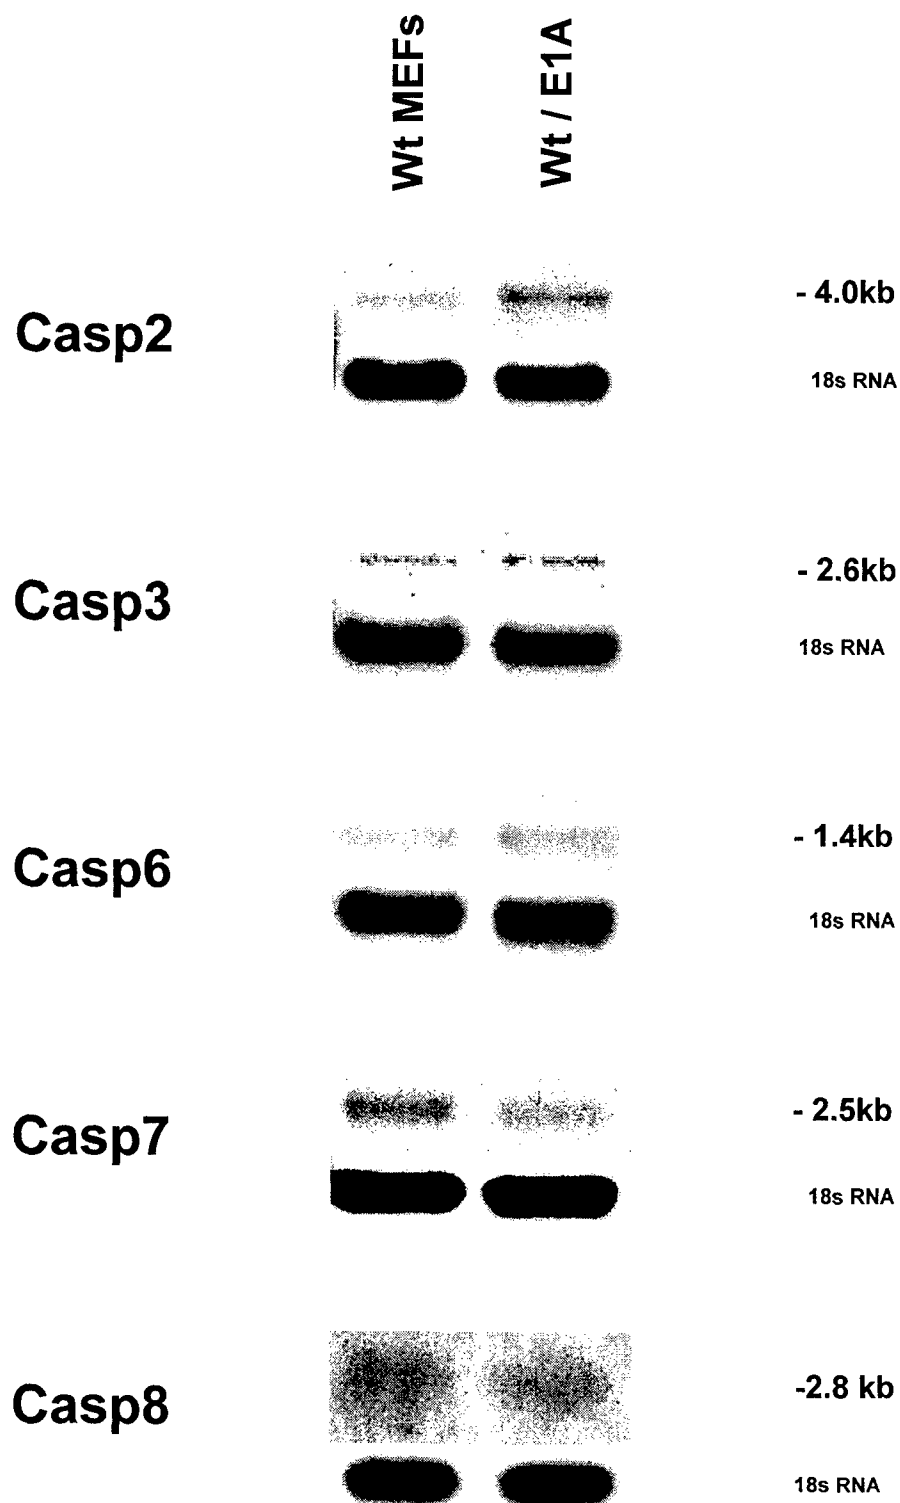 Wt MEFs
Wt / E1A
Casp2
- 4.0kb
18s RNA
Casp3
- 2.6kb
18s RNA
Casp6
- 1.4kb
18s RNA
Casp7
- 2.5kb
18s RNA
Casp8
-2.8 kb
18s RNA